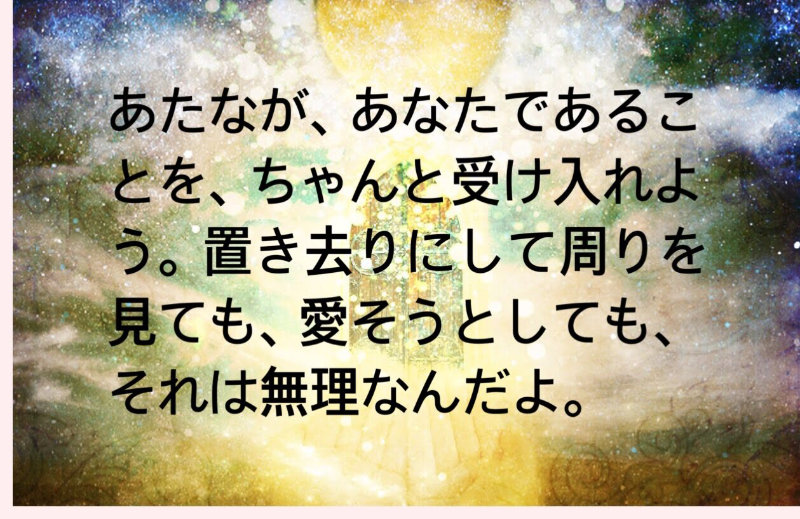 あたなが、あなたであるこ
とを、ちゃんと受け入れよ
う。置き去りにして周りを
見ても、愛そうとしても、
それは無理なんだよ。